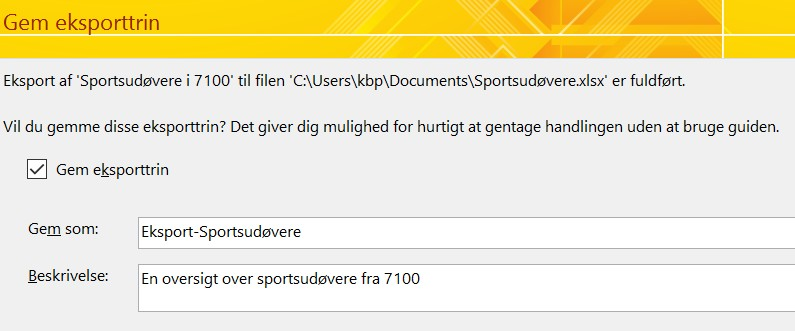 Gem eksporttrin
Eksport af 'Sportsudøvere i 7100' til filen 'C:\Users\kbp\Documents\Sportsudøvere.xlsx' er fuldført.
Vil du gemme disse eksporttrin? Det giver dig mulighed for hurtigt at gentage handlingen uden at bruge guiden.
Gem eksporttrin
Gem som: Eksport-Sportsudøvere
Beskrivelse: En oversigt over sportsudøvere fra 7100